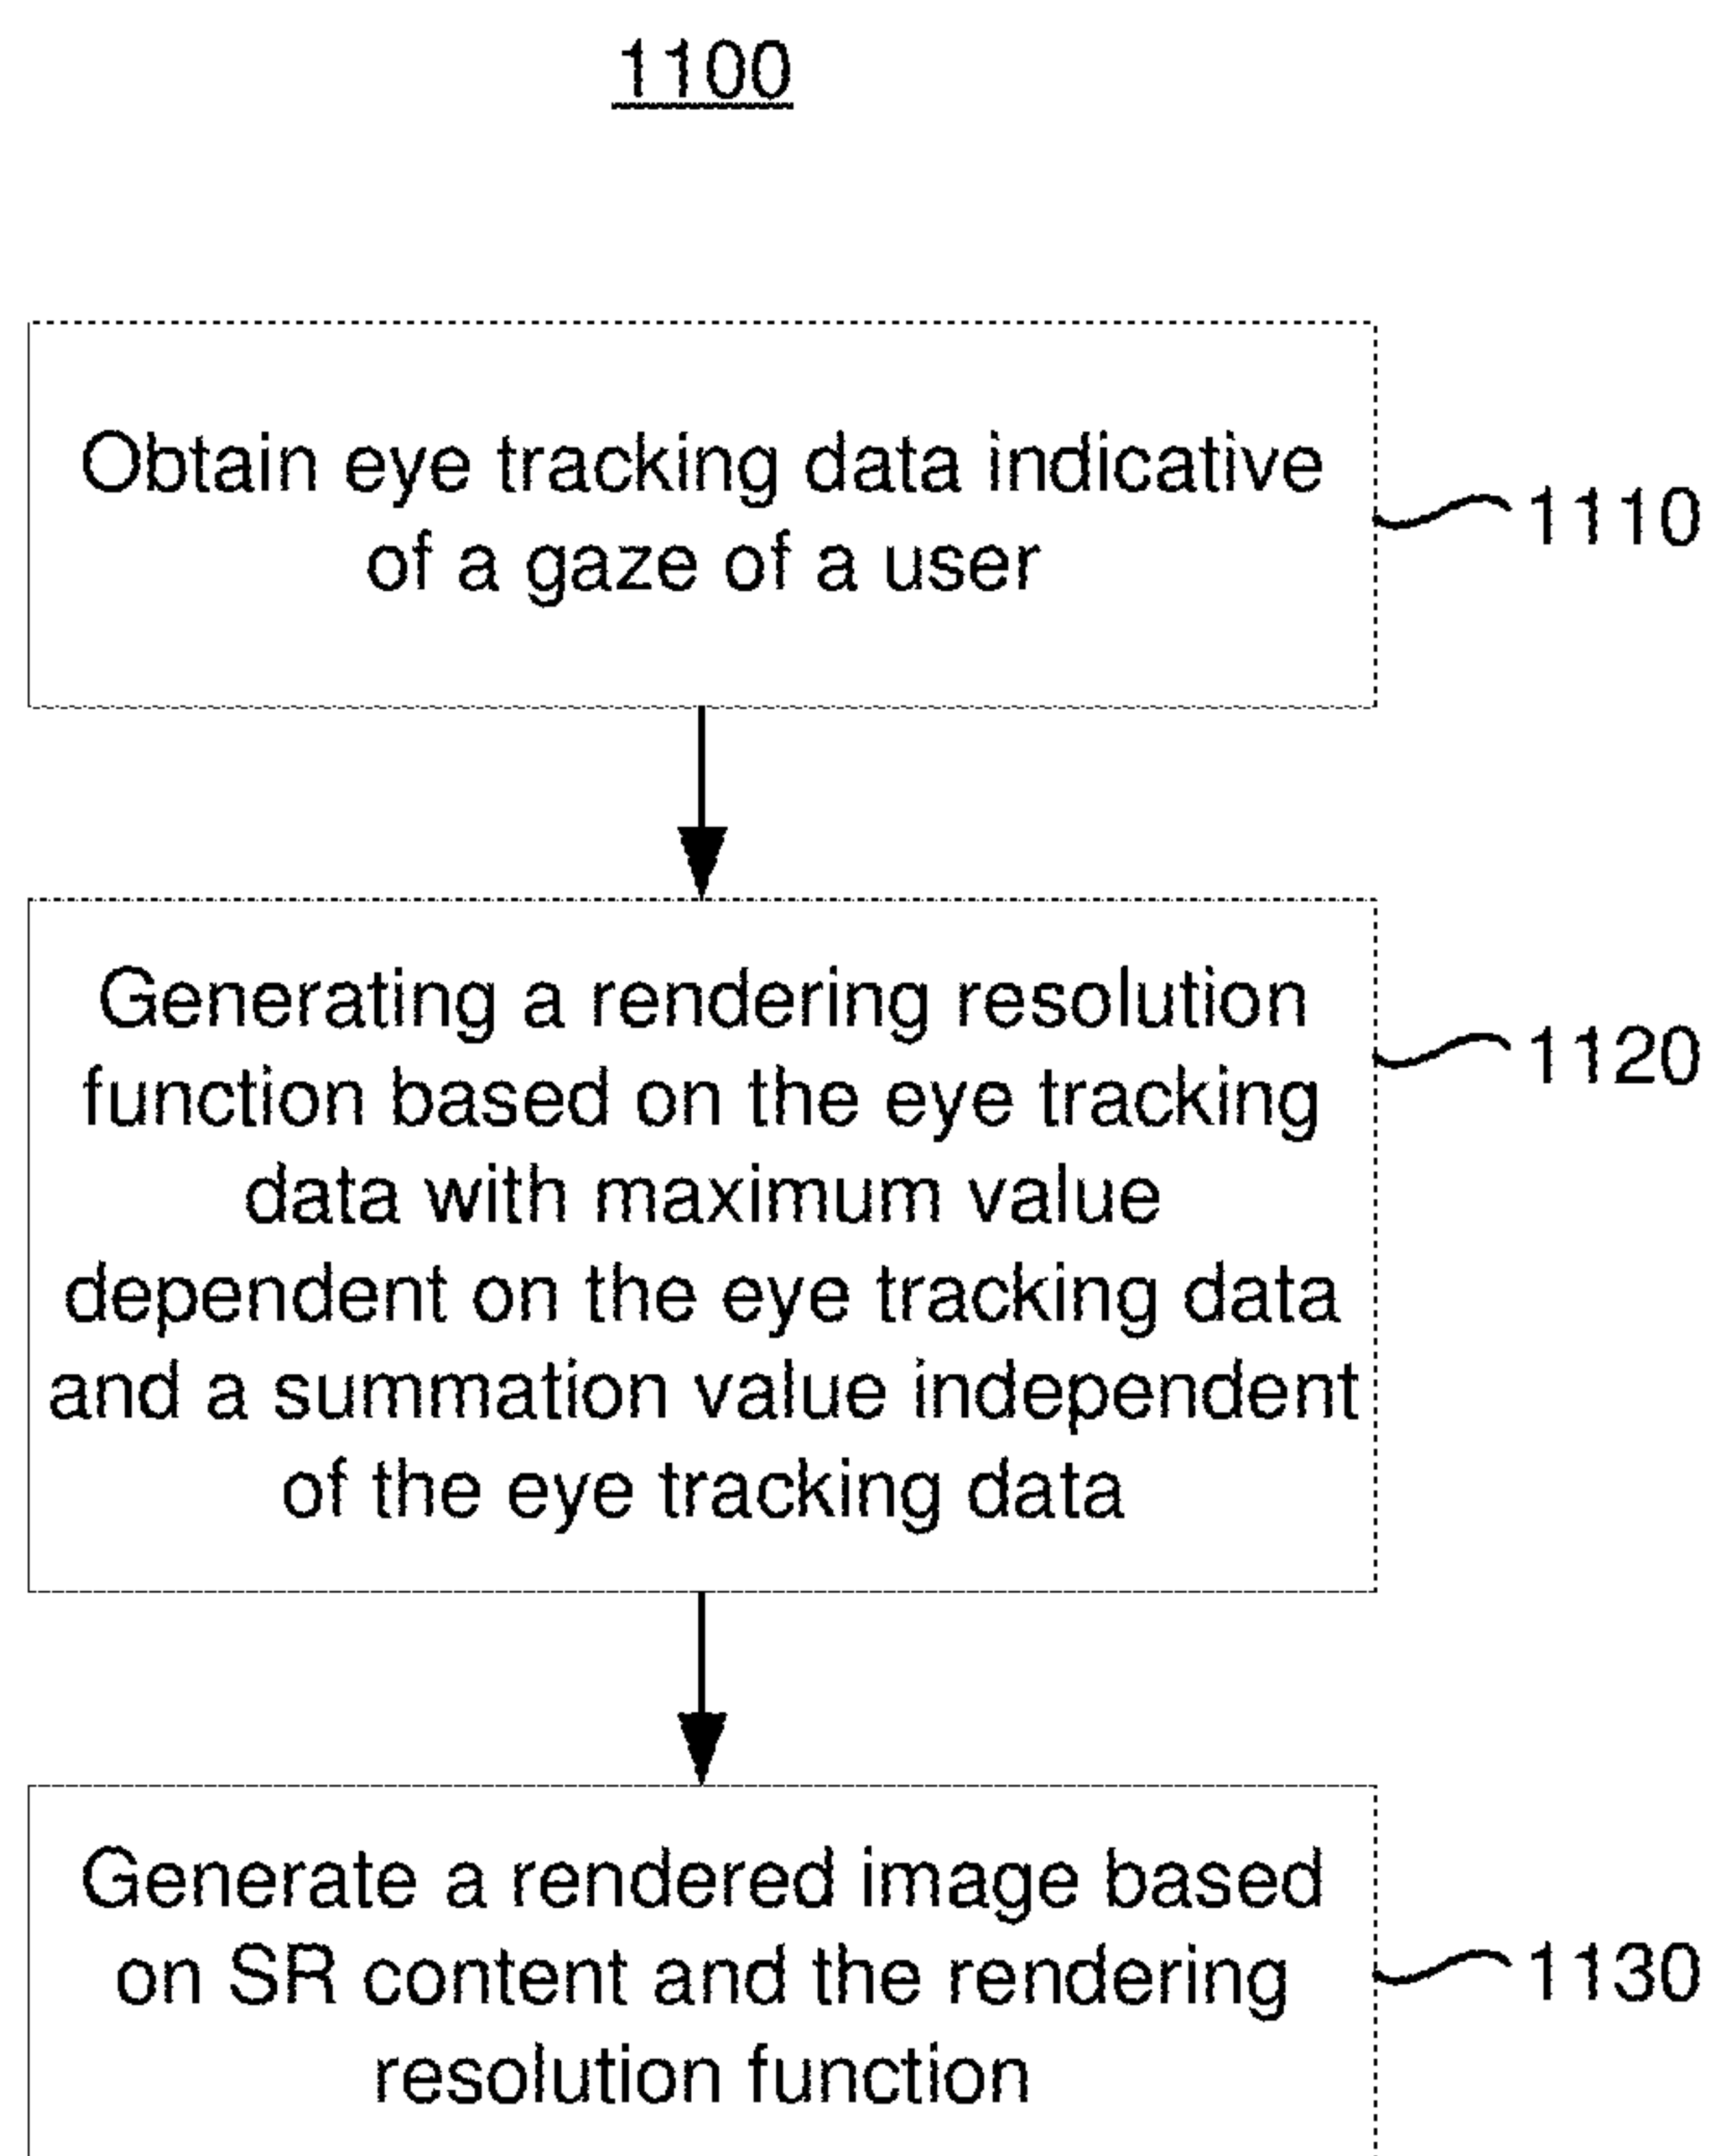 1100
Obtain eye tracking data indicative
of a gaze of a user
1110
Generating a rendering resolution
function based on the eye tracking
data with maximum value
dependent on the eye tracking data
and a summation value independent
of the eye tracking data
1120
Generate a rendered image based
on SR content and the rendering
resolution function
1130